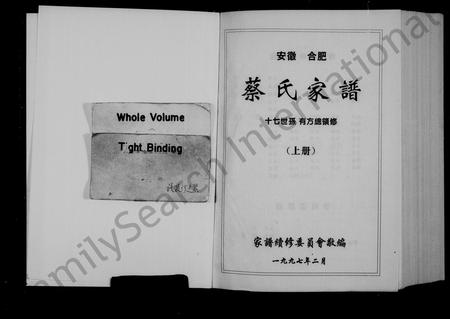 Whole Volume
Tight Binding
安徽 合肥
蔡氏家譜
十七世孫 有方總領修
（上册）
家譜續修委員會敬編
一九九七年二月
FamilySearch International